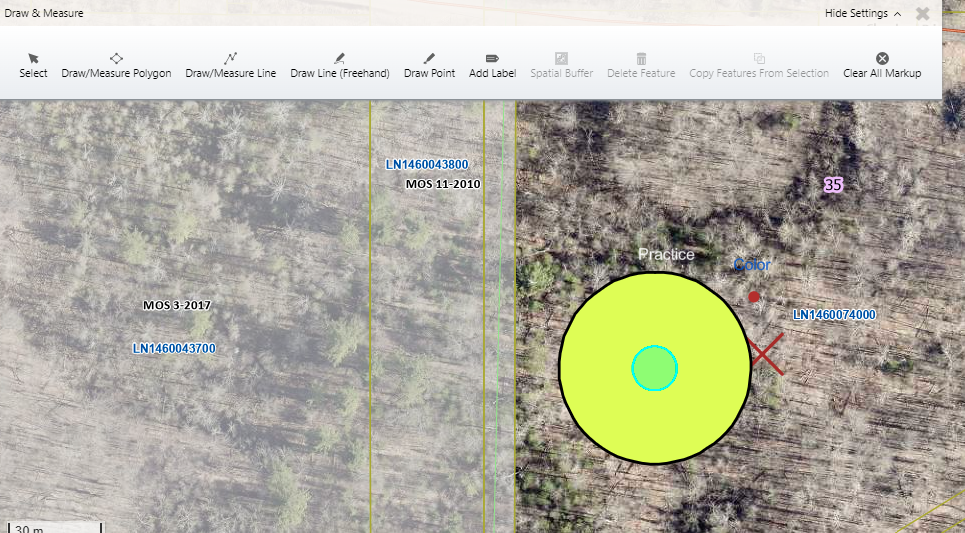 Draw & Measure
Hide Settings
Select
Draw/Measure Polygon
Draw/Measure Line
Draw Line (Freehand)
Draw Point
Add Label
Spatial Buffer
Delete Feature
Copy Features From Selection
Clear All Markup
LN1460043800
MOS 11-2010
35
Practice
Color
MOS 3-2017
LN1460074000
LN1460043700
30 m